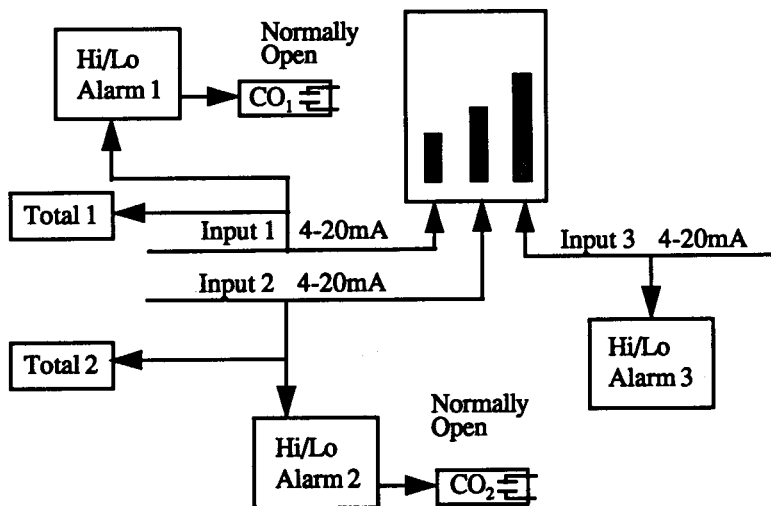 Normally
Open
Hi/Lo
Alarm 1
CO₁
Total 1
Input 1 4-20mA
Input 2 4-20mA
Input 3 4-20mA
Total 2
Hi/Lo
Alarm 3
Normally
Open
Hi/Lo
Alarm 2
CO₂